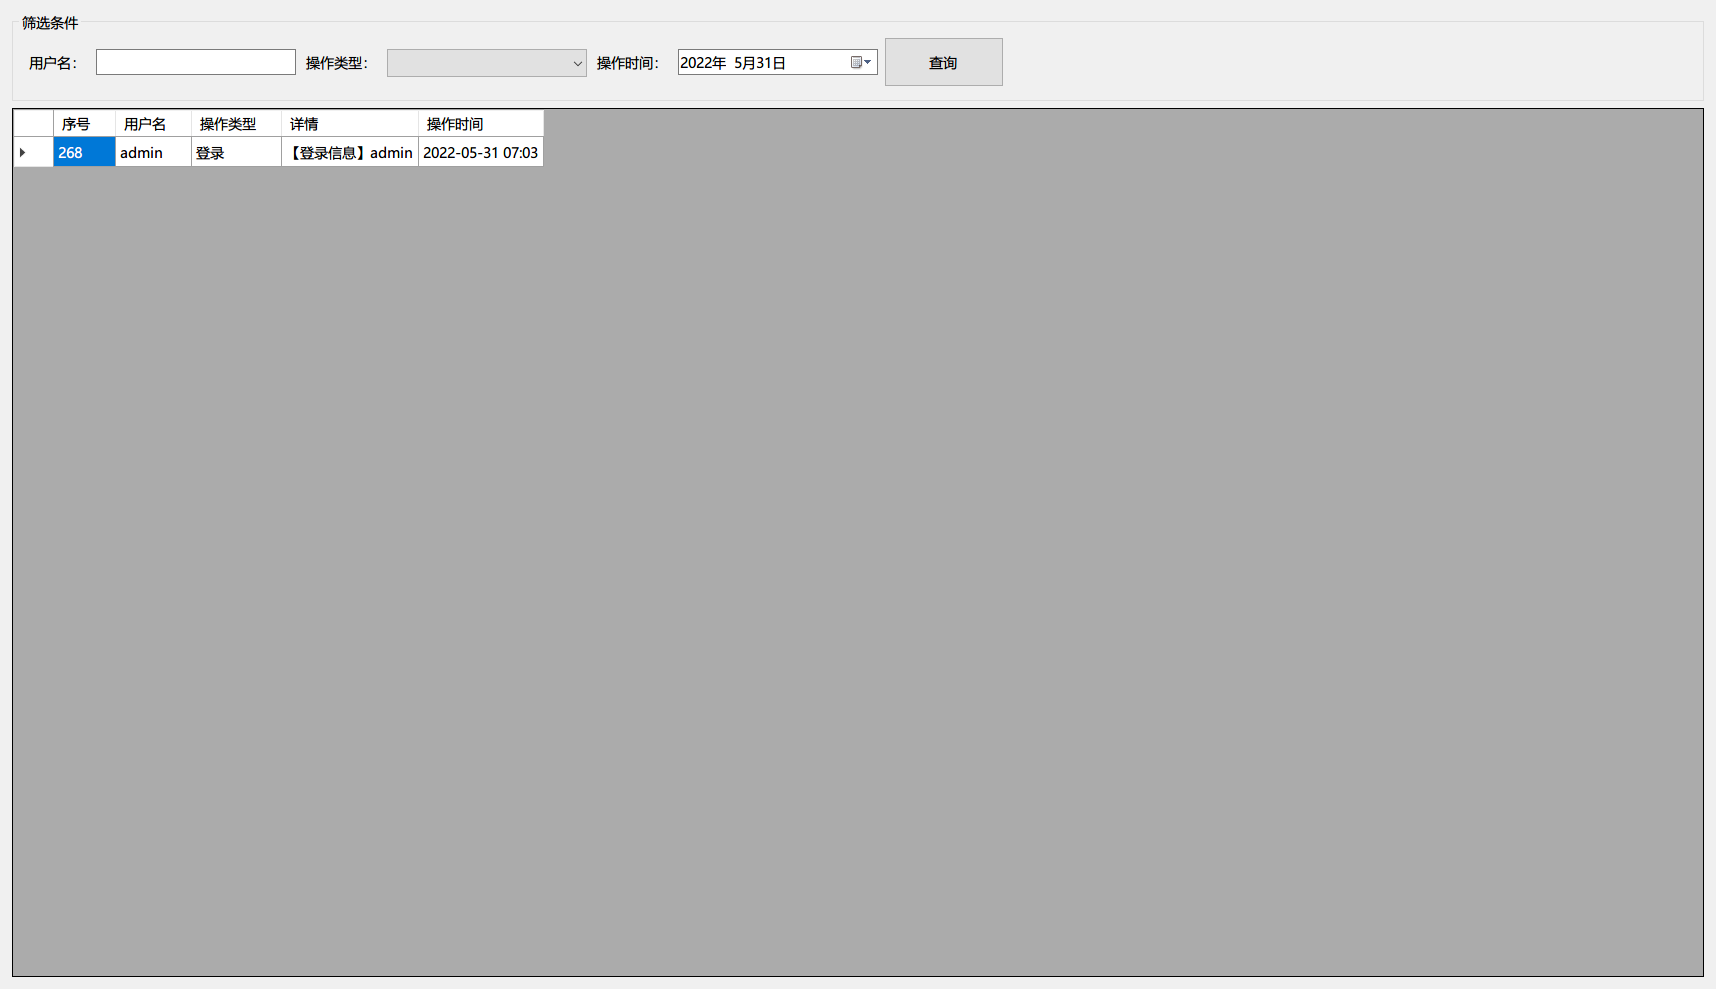 筛选条件
用户名： 操作类型： 操作时间： 2022年 5月31日 查询
序号 用户名 操作类型 详情 操作时间
268 admin 登录 【登录信息】admin 2022-05-31 07:03